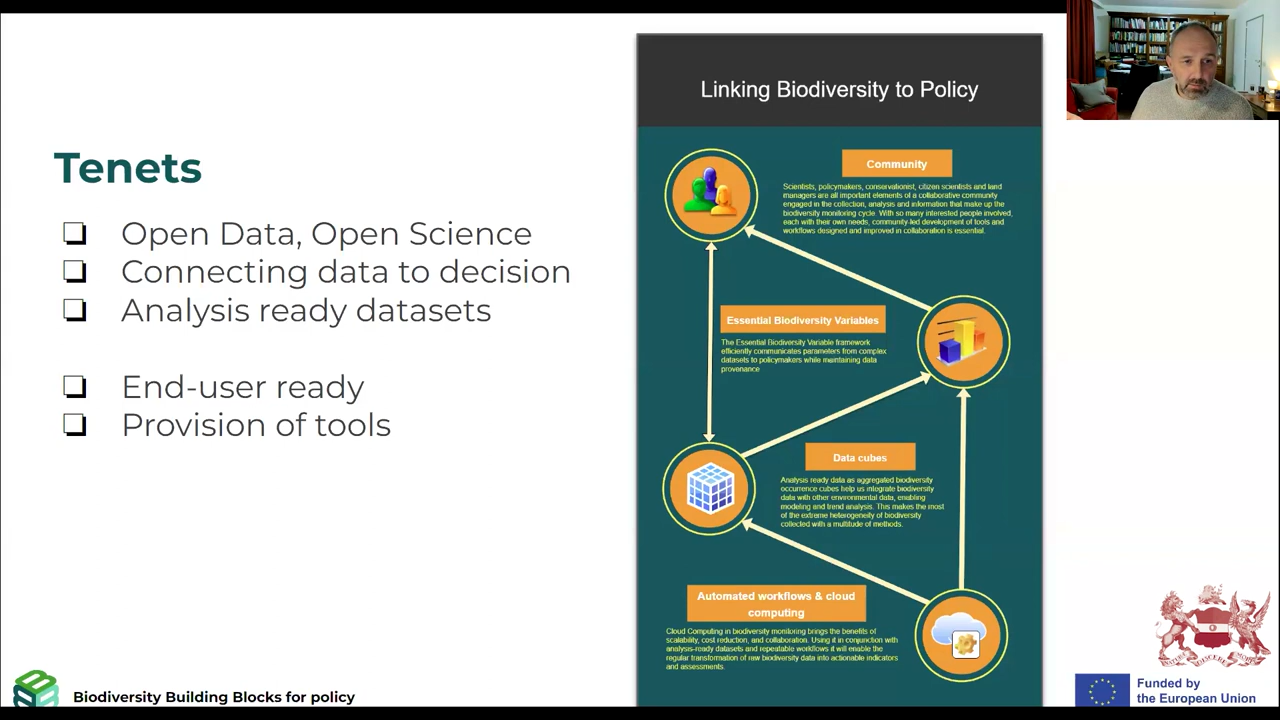 Tenets
Open Data, Open Science
Connecting data to decision
Analysis ready datasets
End-user ready
Provision of tools
Linking Biodiversity to Policy
Community
Scientists, policymakers, conservationist, citizen scientists and land
managers are all important elements of a collaborative community
engaged in the collection, analysis and information that make up the
biodiversity monitoring cycle. With so many interested people involved,
each with their own needs, community led development of tools and
workflows designed and improved in collaboration is essential.
Essential Biodiversity Variables
The Essential Biodiversity Variable framework
efficiently communicates parameters from complex
datasets to policymakers while maintaining data
provenance
Data cubes
Analysis ready data as aggregated biodiversity
occurrence cubes help us integrate biodiversity
data with other environmental data, enabling
modeling and trend analysis. This makes the most
of the extreme heterogeneity of biodiversity
collected with a multitude of methods.
Automated workflows & cloud
computing
Cloud Computing in biodiversity monitoring brings the benefits of
scalability, cost reduction, and collaboration. Using it in conjunction with
analysis-ready datasets and repeatable workflows it will enable the
regular transformation of raw biodiversity data into actionable indicators
and assessments.
Biodiversity Building Blocks for policy
Funded by
the European Union